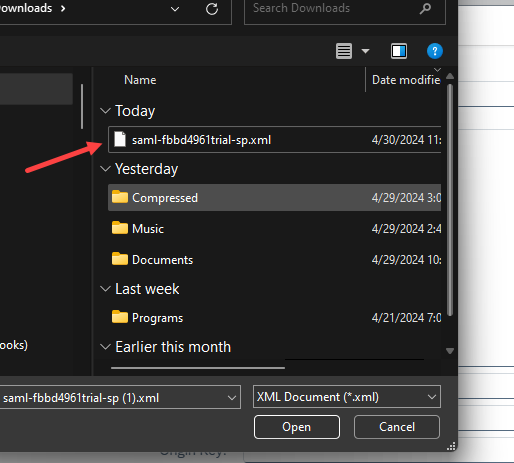 Downloads
Search Downloads
Name
Date modifie
Today
saml-fbbd4961trial-sp.xml 4/30/2024 11:
Yesterday
Compressed 4/29/2024 3:0
Music 4/29/2024 2:4
Documents 4/29/2024 10:
Last week
Programs 4/21/2024 7:0
ooks)
Earlier this month
saml-fbbd4961trial-sp (1).xml
XML Document (*.xml)
Open
Cancel
Origin Key: